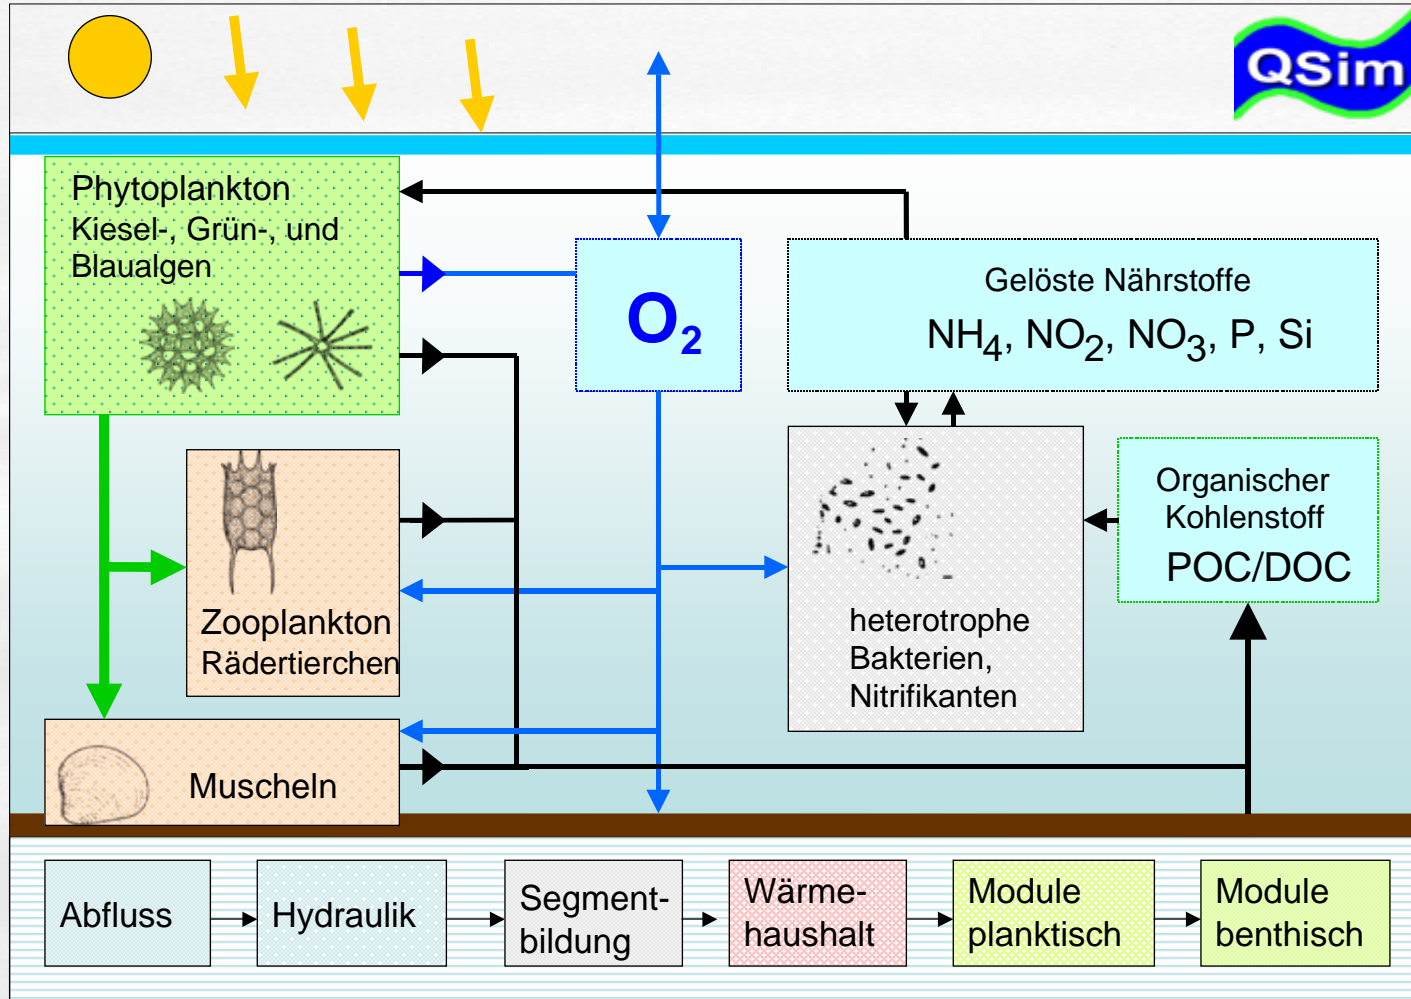 QSim
Phytoplankton
Kiesel-, Grün-, und
Blaualgen
O2
Gelöste Nährstoffe
NH4, NO2, NO3, P, Si
Organischer
Kohlenstoff
POC/DOC
Zooplankton
Rädertierchen
heterotrophe
Bakterien,
Nitrifikanten
Muscheln
Abfluss
Hydraulik
Segment-
bildung
Wärme-
haushalt
Module
planktisch
Module
benthisch